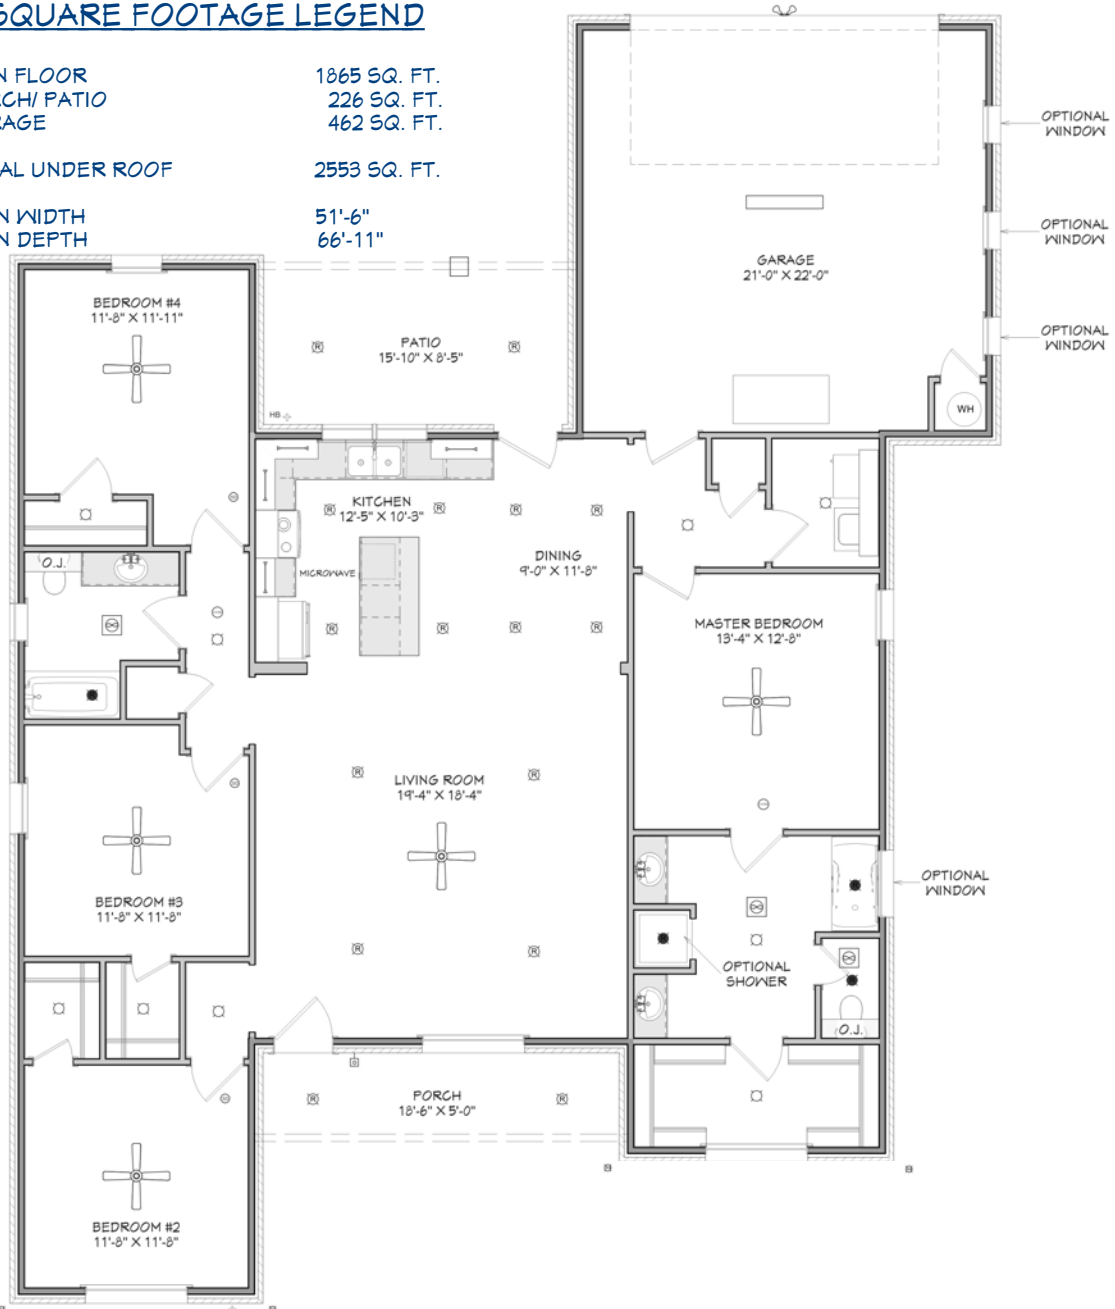 SQUARE FOOTAGE LEGEND
N FLOOR 1865 SQ. FT.
RCH/ PATIO 226 SQ. FT.
RAGE 462 SQ. FT.
AL UNDER ROOF 2553 SQ. FT.
N WIDTH 51'-6"
N DEPTH 66'-11"
OPTIONAL
WINDOW
OPTIONAL
WINDOW
GARAGE
21'-0" X 22'-0"
BEDROOM #4
11'-8" X 11'-11"
OPTIONAL
WINDOW
PATIO
15'-10" X 8'-5"
R
R
WH
HB
KITCHEN
12'-5" X 10'-3"
R
R
R
R
DINING
9'-0" X 11'-8"
O.J.
MICROWAVE
MASTER BEDROOM
13'-4" X 12'-8"
R
R
R
R
LIVING ROOM
19'-4" X 18'-4"
R
R
OPTIONAL
WINDOW
BEDROOM #3
11'-8" X 11'-8"
R
R
OPTIONAL
SHOWER
O.J.
PORCH
18'-6" X 5'-0"
R
R
BEDROOM #2
11'-8" X 11'-8"